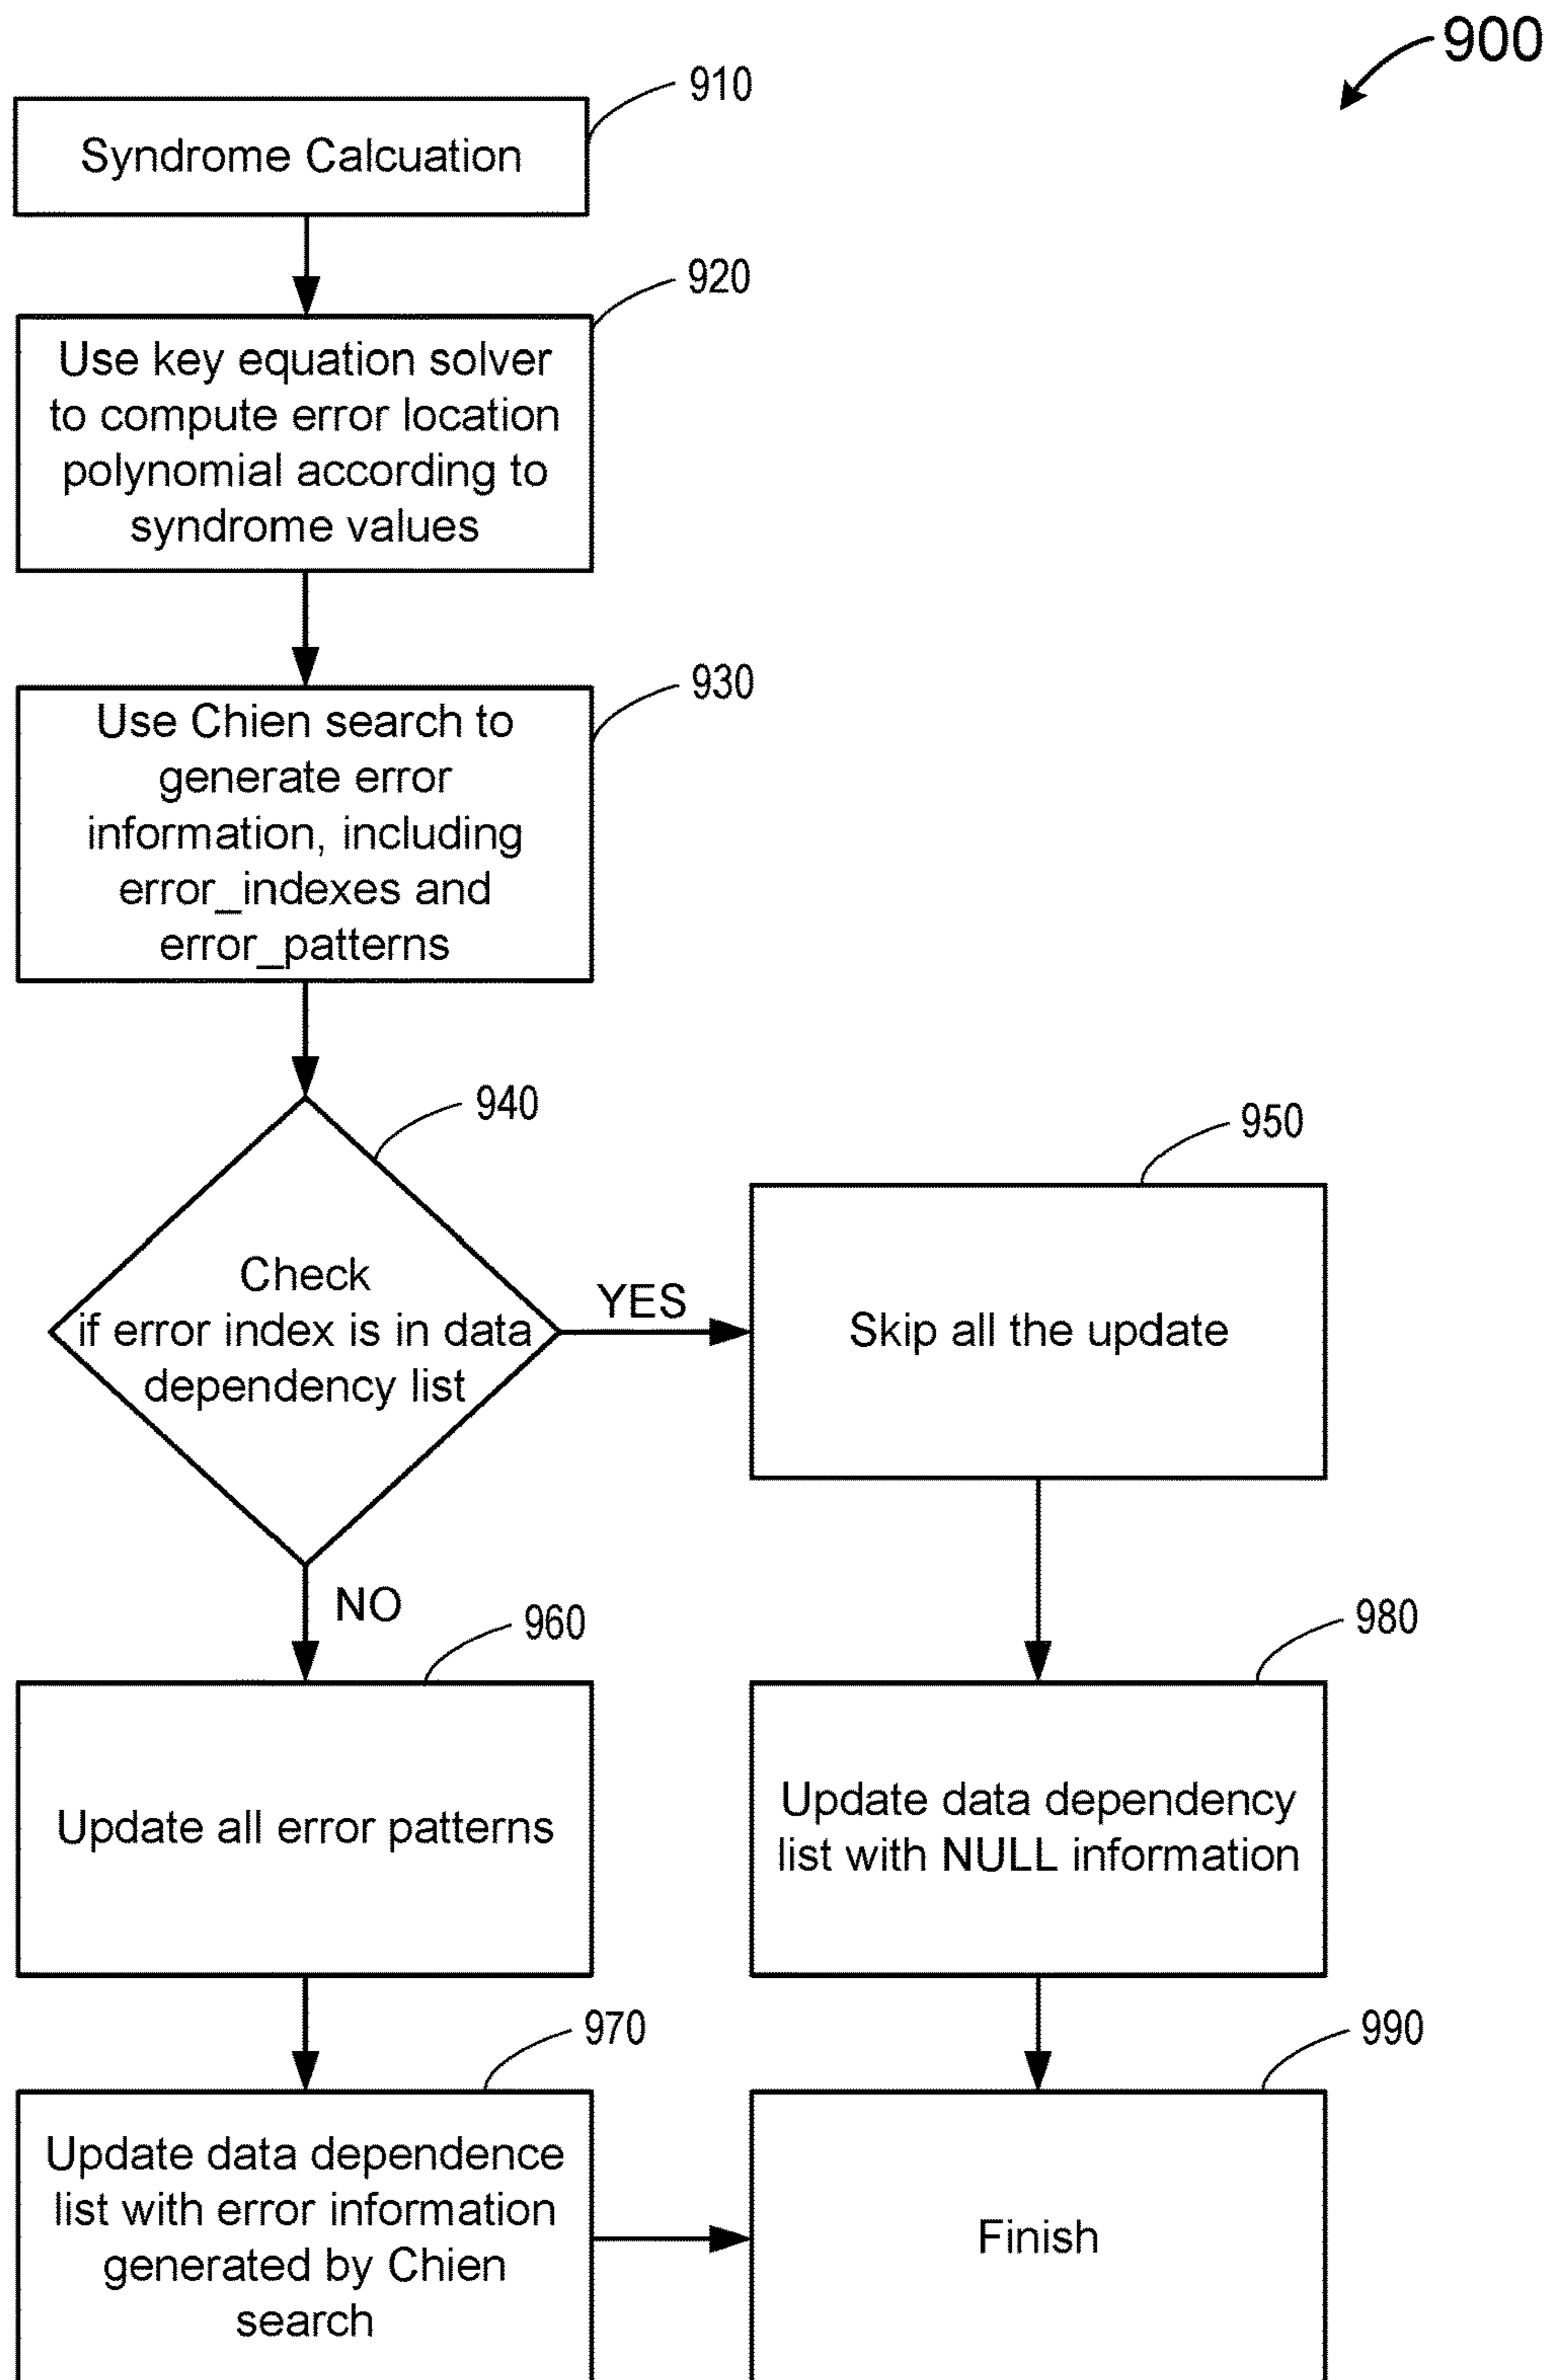 900
910
Syndrome Calcuation
920
Use key equation solver
to compute error location
polynomial according to
syndrome values
930
Use Chien search to
generate error
information, including
error_indexes and
error_patterns
940
Check
if error index is in data
dependency list
YES
950
Skip all the update
NO
960
Update all error patterns
980
Update data dependency
list with NULL information
970
Update data dependence
list with error information
generated by Chien
search
990
Finish